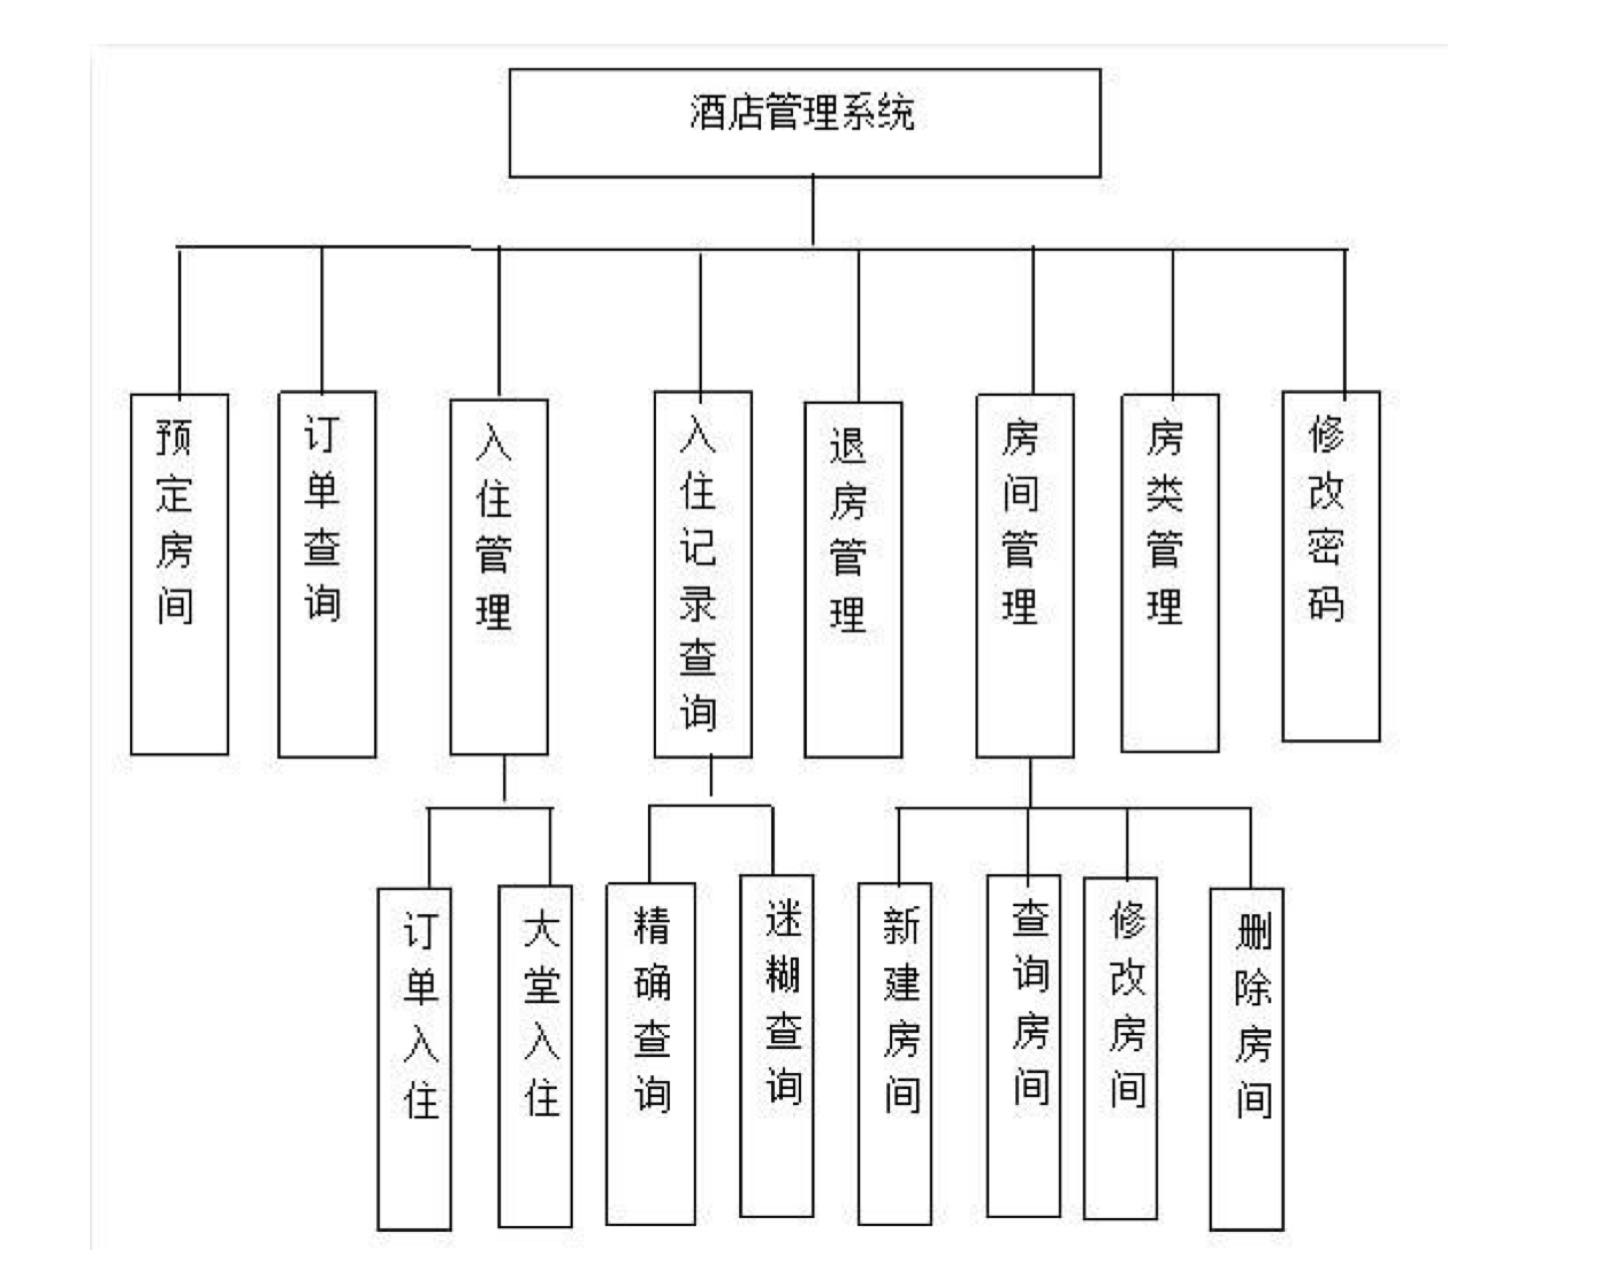 酒店管理系统
预定房间
订单查询
入住管理
入住记录查询
退房管理
房间管理
房类管理
修改密码
订单入住
大堂入住
精确查询
迷糊查询
新建房间
查询房间
修改房间
删除房间